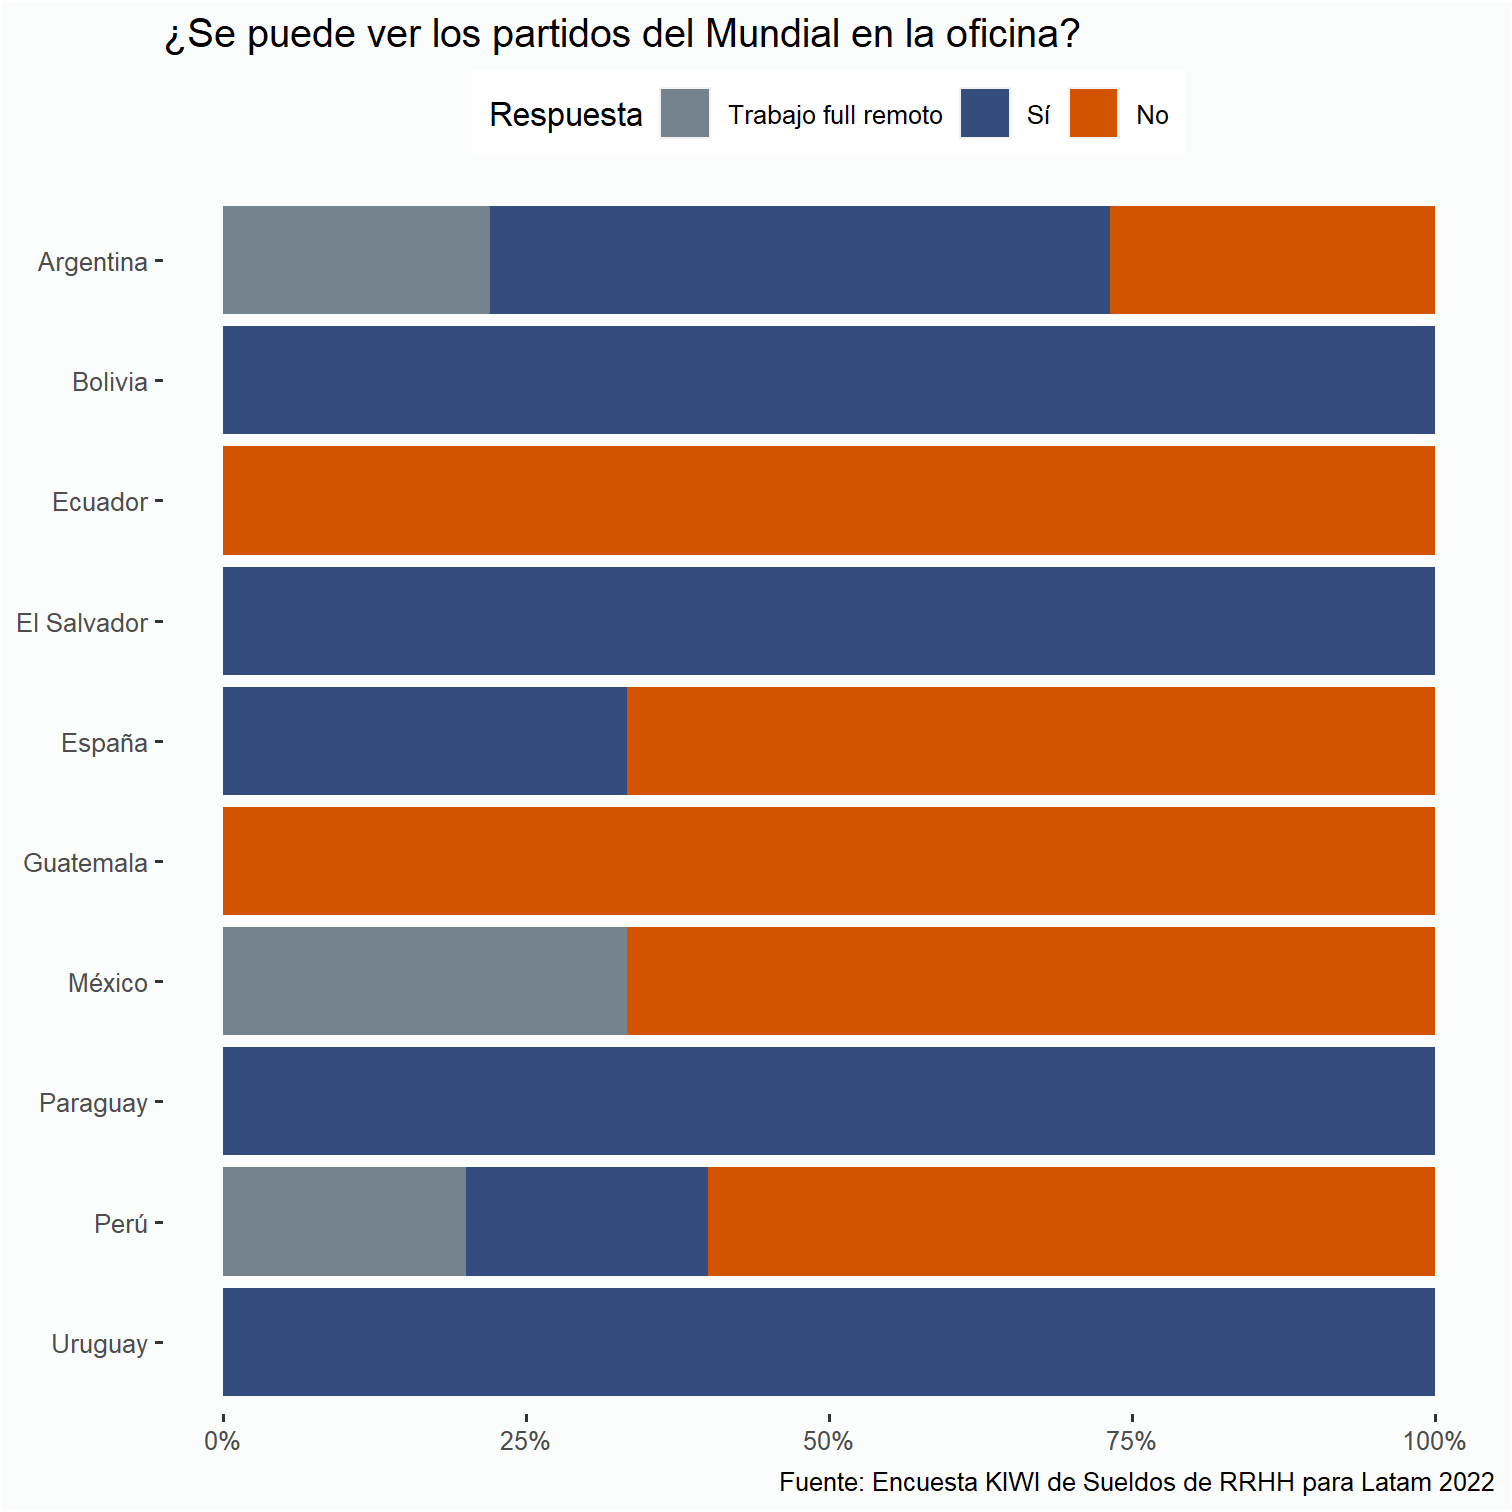 ¿Se puede ver los partidos del Mundial en la oficina?
Respuesta Trabajo full remoto Sí No
Argentina
Bolivia
Ecuador
El Salvador
España
Guatemala
México
Paraguay
Perú
Uruguay
0% 25% 50% 75% 100%
Fuente: Encuesta KIWI de Sueldos de RRHH para Latam 2022